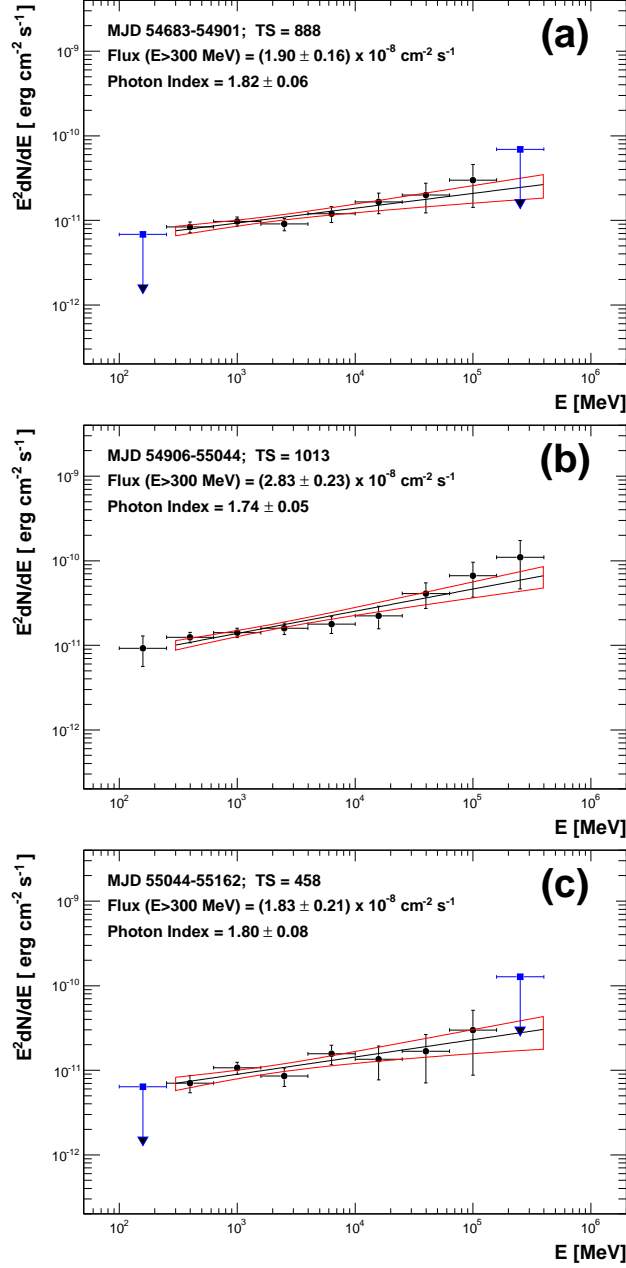 (a)
MJD 54683-54901; TS = 888
Flux (E>300 MeV) = (1.90 ± 0.16) x 10⁻⁸ cm⁻² s⁻¹
Photon Index = 1.82 ± 0.06
E²dN/dE [ erg cm⁻² s⁻¹ ]
10⁻⁹
10⁻¹⁰
10⁻¹¹
10⁻¹²
10² 10³ 10⁴ 10⁵ 10⁶
E [MeV]
(b)
MJD 54906-55044; TS = 1013
Flux (E>300 MeV) = (2.83 ± 0.23) x 10⁻⁸ cm⁻² s⁻¹
Photon Index = 1.74 ± 0.05
E²dN/dE [ erg cm⁻² s⁻¹ ]
10⁻⁹
10⁻¹⁰
10⁻¹¹
10⁻¹²
10² 10³ 10⁴ 10⁵ 10⁶
E [MeV]
(c)
MJD 55044-55162; TS = 458
Flux (E>300 MeV) = (1.83 ± 0.21) x 10⁻⁸ cm⁻² s⁻¹
Photon Index = 1.80 ± 0.08
E²dN/dE [ erg cm⁻² s⁻¹ ]
10⁻⁹
10⁻¹⁰
10⁻¹¹
10⁻¹²
10² 10³ 10⁴ 10⁵ 10⁶
E [MeV]